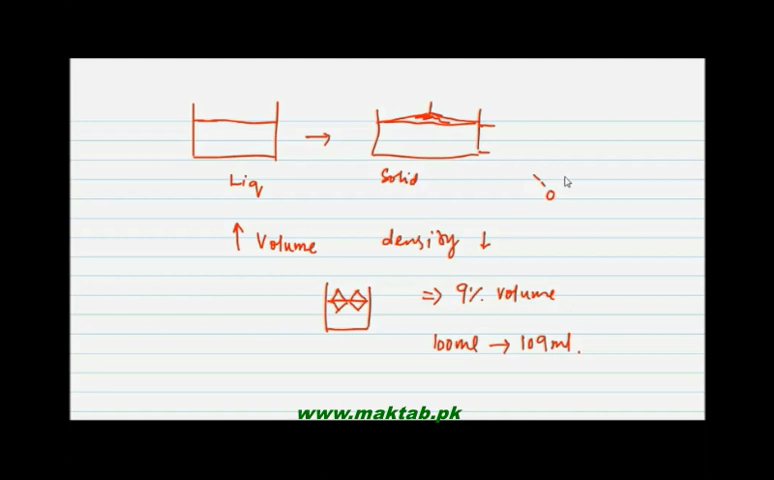 →
Liq Solid
O
↑ Volume density ↓
⇒ 9% volume
100ml → 109ml.
www.maktab.pk